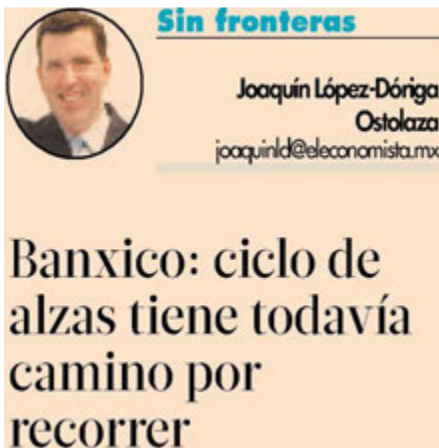 Sin fronteras
Joaquín López-Dóriga
Ostolaza
joaquinld@eleconomista.mx
Banxico: ciclo de
alzas tiene todavía
camino por
recorrer